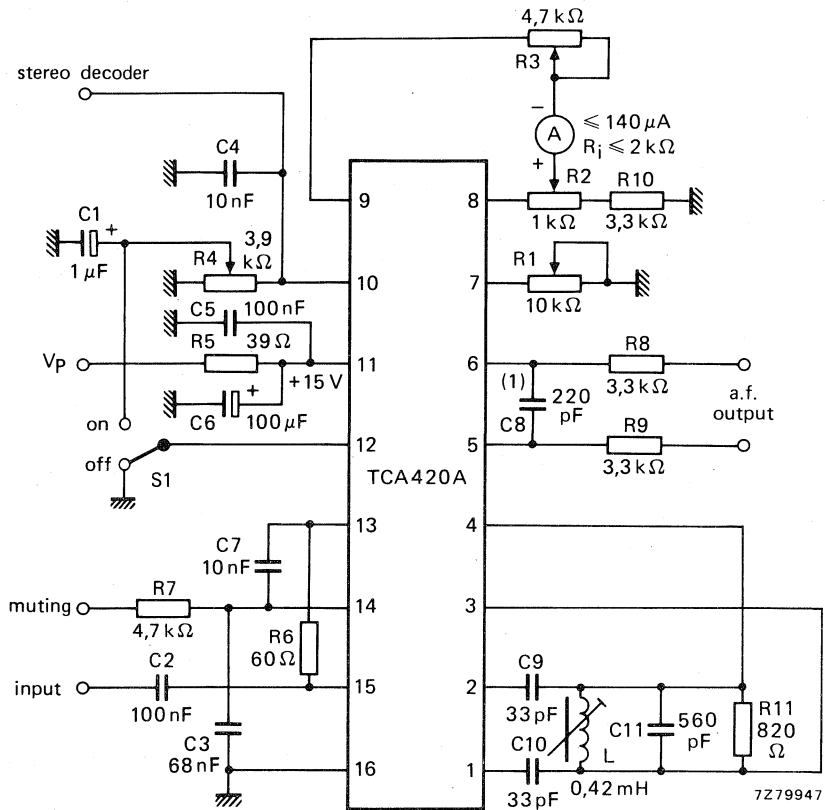 4,7 kΩ
R3
stereo decoder
−
A
≤ 140 μA
Ri ≤ 2 kΩ
+
C4
10 nF
9
8
R2
1 kΩ
R10
3,3 kΩ
C1
+
1 μF
R4
3,9
kΩ
10
7
R1
10 kΩ
C5
100 nF
VP
R5
39 Ω
+15 V
11
6
R8
3,3 kΩ
C6
+
100 μF
(1)
C8
220
pF
a.f.
output
on
off
S1
12
5
R9
3,3 kΩ
TCA420A
13
4
C7
10 nF
muting
R7
4,7 kΩ
14
3
R6
60 Ω
input
C2
100 nF
15
2
C9
33 pF
C3
68 nF
16
1
C10
33 pF
L
0,42 mH
C11
560
pF
R11
820
Ω
7Z79947